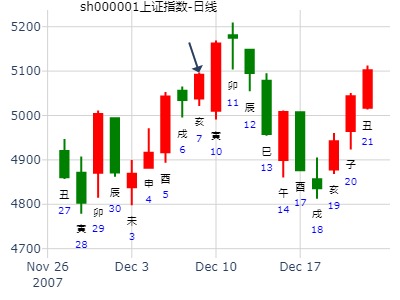 sh000001上证指数-日线
5200
5100
5000
4900
4800
4700
丑
27
寅
28
卯
29
辰
30
未
3
申
4
酉
5
戌
6
亥
7
寅
10
卯
11
辰
12
巳
13
午
14
酉
17
戌
18
亥
19
子
20
丑
21
Nov 26
2007
Dec 3
Dec 10
Dec 17